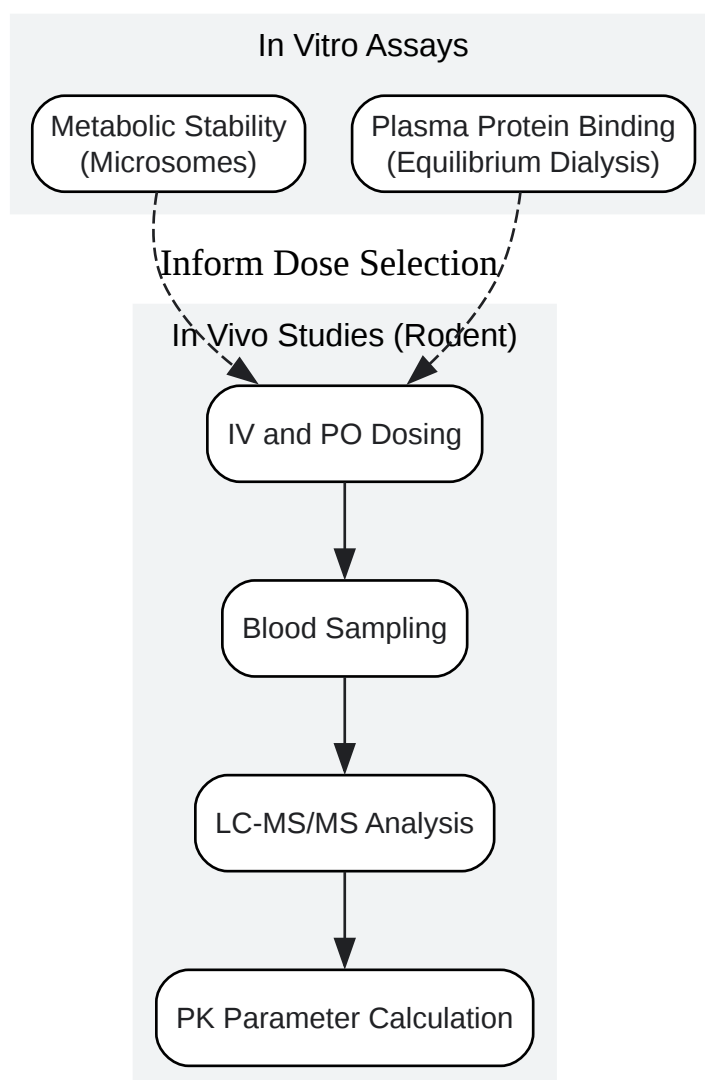 In Vitro Assays
Metabolic Stability
(Microsomes)
Plasma Protein Binding
(Equilibrium Dialysis)
Inform Dose Selection
In Vivo Studies (Rodent)
IV and PO Dosing
Blood Sampling
LC-MS/MS Analysis
PK Parameter Calculation